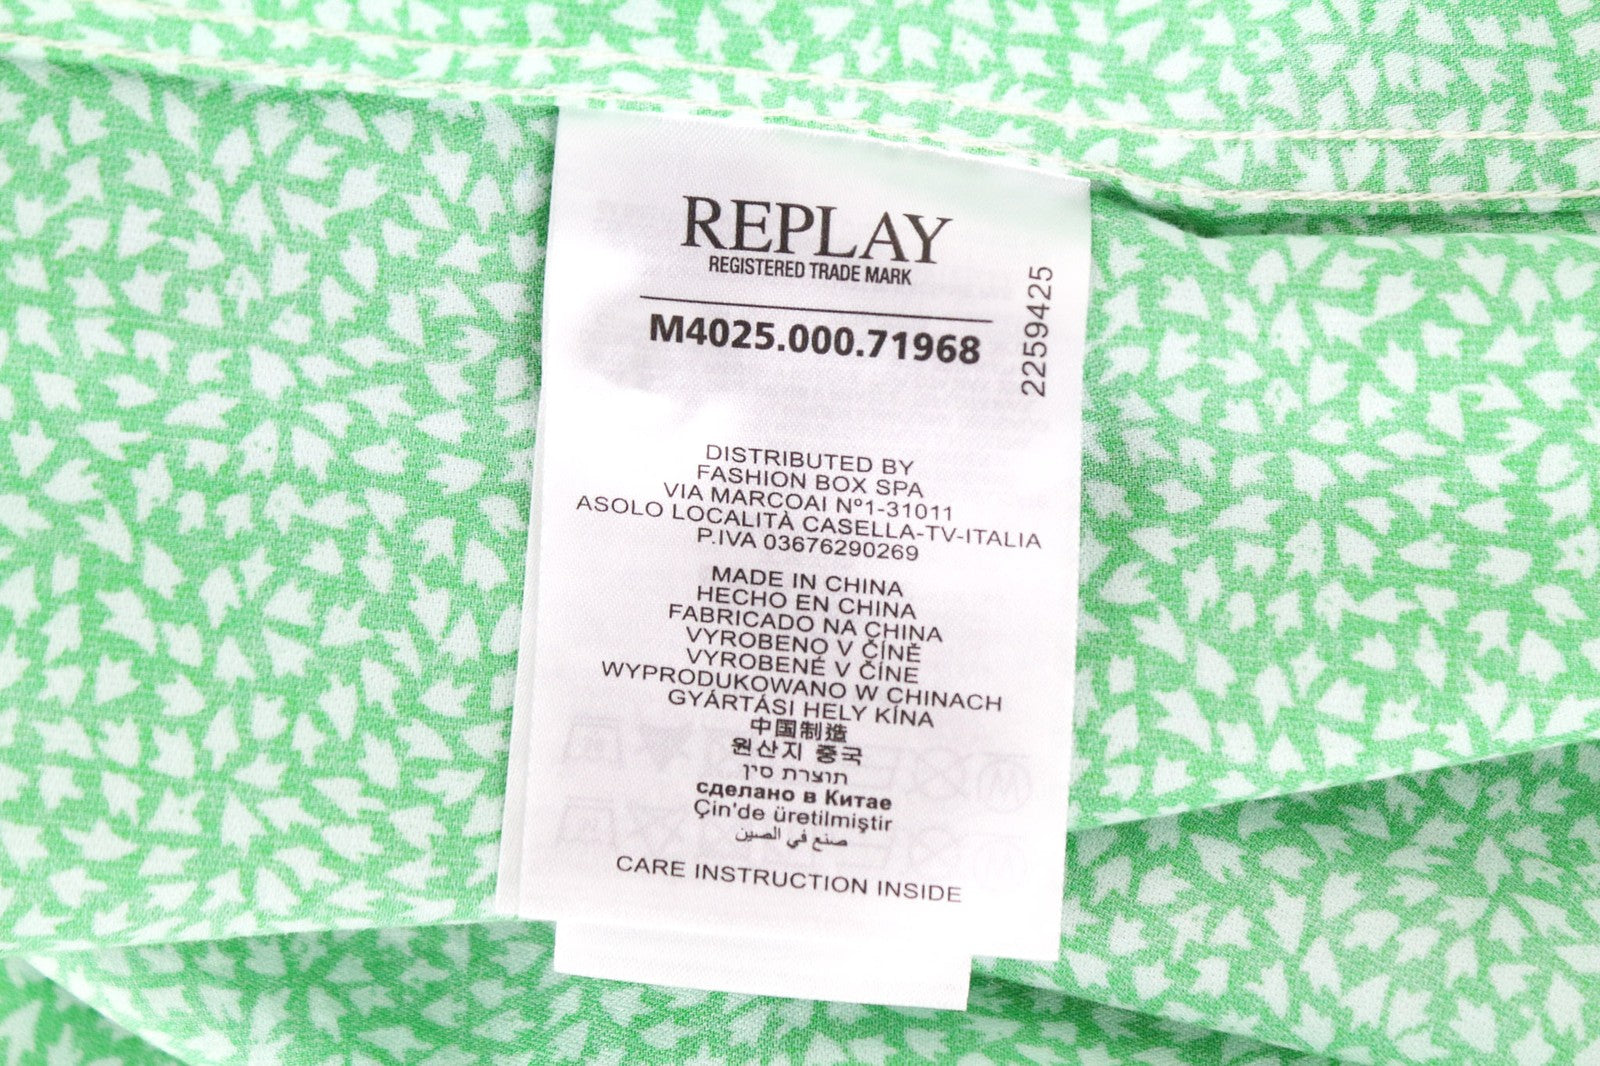 REPLAY
REGISTERED TRADE MARK
M4025.000.71968
2259425
DISTRIBUTED BY
FASHION BOX SPA
VIA MARCOAI Nº1-31011
ASOLO LOCALITÀ CASELLA-TV-ITALIA
P.IVA 03676290269
MADE IN CHINA
HECHO EN CHINA
FABRICADO NA CHINA
VYROBENO V ČÍNĚ
VYROBENÉ V ČÍNE
WYPRODUKOWANO W CHINACH
GYÁRTÁSI HELY KÍNA
中国制造
원산지 중국
תוצרת סין
сделано в Китае
Çin'de üretilmiştir
صنع في الصين
CARE INSTRUCTION INSIDE